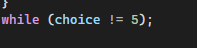 }
while (choice != 5);